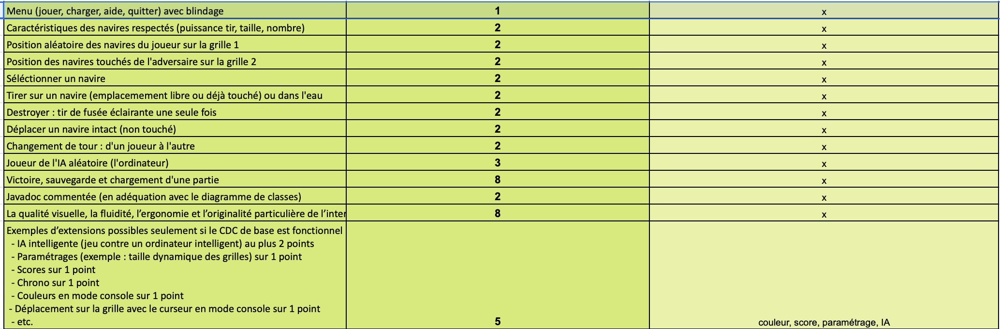 Menu (jouer, charger, aide, quitter) avec blindage 1 x
Caractéristiques des navires respectés (puissance tir, taille, nombre) 2 x
Position aléatoire des navires du joueur sur la grille 1 2 x
Position des navires touchés de l'adversaire sur la grille 2 2 x
Séléctionner un navire 2 x
Tirer sur un navire (emplacemement libre ou déjà touché) ou dans l'eau 2 x
Destroyer : tir de fusée éclairante une seule fois 2 x
Déplacer un navire intact (non touché) 2 x
Changement de tour : d'un joueur à l'autre 2 x
Joueur de l'IA aléatoire (l'ordinateur) 3 x
Victoire, sauvegarde et chargement d'une partie 8 x
Javadoc commentée (en adéquation avec le diagramme de classes) 2 x
La qualité visuelle, la fluidité, l’ergonomie et l’originalité particulière de l’inter 8 x
Exemples d’extensions possibles seulement si le CDC de base est fonctionnel
- IA intelligente (jeu contre un ordinateur intelligent) au plus 2 points
- Paramétrages (exemple : taille dynamique des grilles) sur 1 point
- Scores sur 1 point
- Chrono sur 1 point
- Couleurs en mode console sur 1 point
- Déplacement sur la grille avec le curseur en mode console sur 1 point
- etc. 5 couleur, score, paramétrage, IA